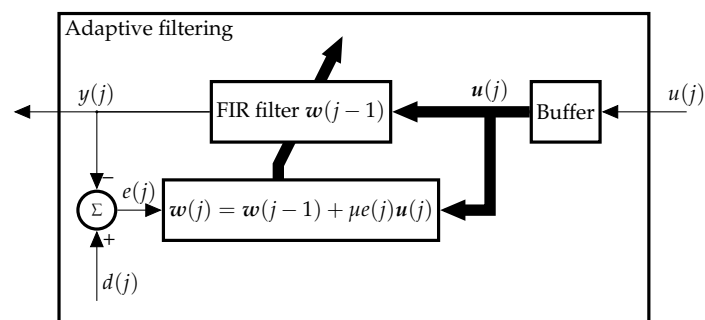 Adaptive filtering
y(j)
FIR filter w(j − 1)
u(j)
Buffer
u(j)
−
e(j)
Σ
w(j) = w(j − 1) + μe(j)u(j)
+
d(j)